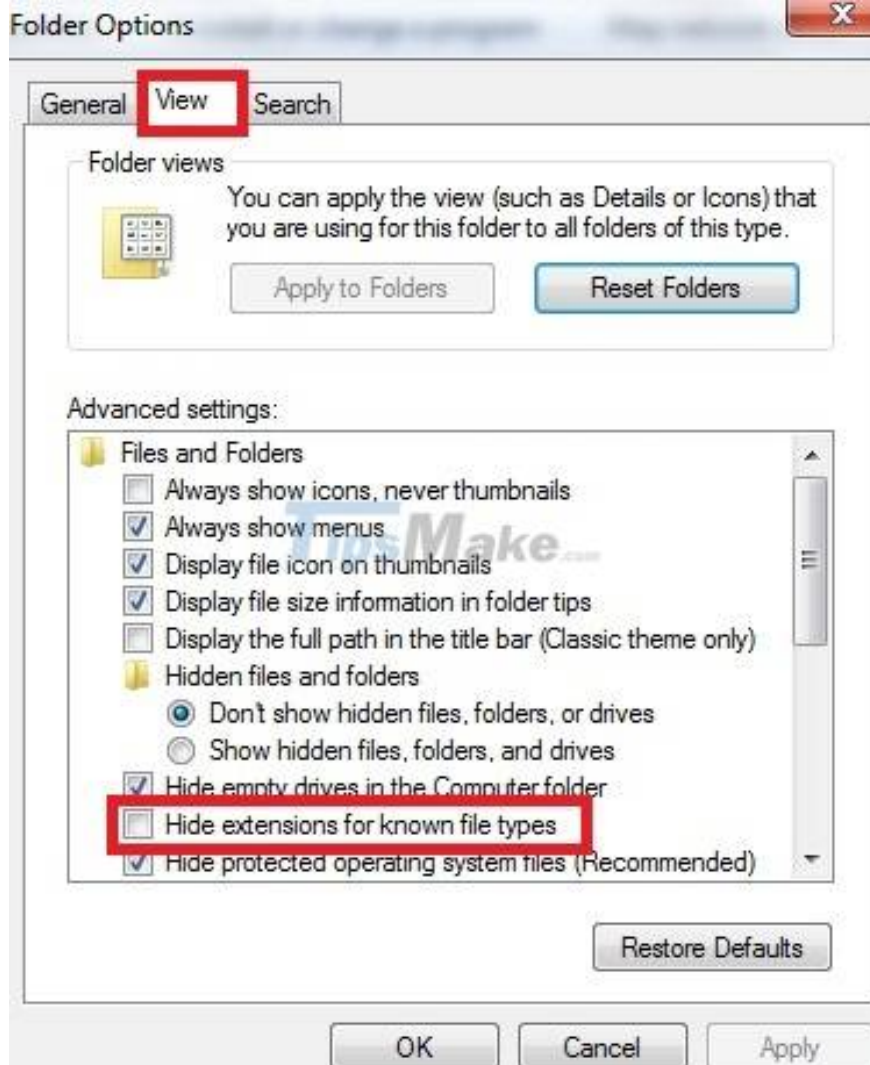 Folder Options
General
View
Search
Folder views
You can apply the view (such as Details or Icons) that
you are using for this folder to all folders of this type.
Apply to Folders
Reset Folders
Advanced settings:
Files and Folders
Always show icons, never thumbnails
Always show menus
TipsMake.com
Display file icon on thumbnails
Display file size information in folder tips
Display the full path in the title bar (Classic theme only)
Hidden files and folders
Don't show hidden files, folders, or drives
Show hidden files, folders, and drives
Hide empty drives in the Computer folder
Hide extensions for known file types
Hide protected operating system files (Recommended)
Restore Defaults
OK
Cancel
Apply